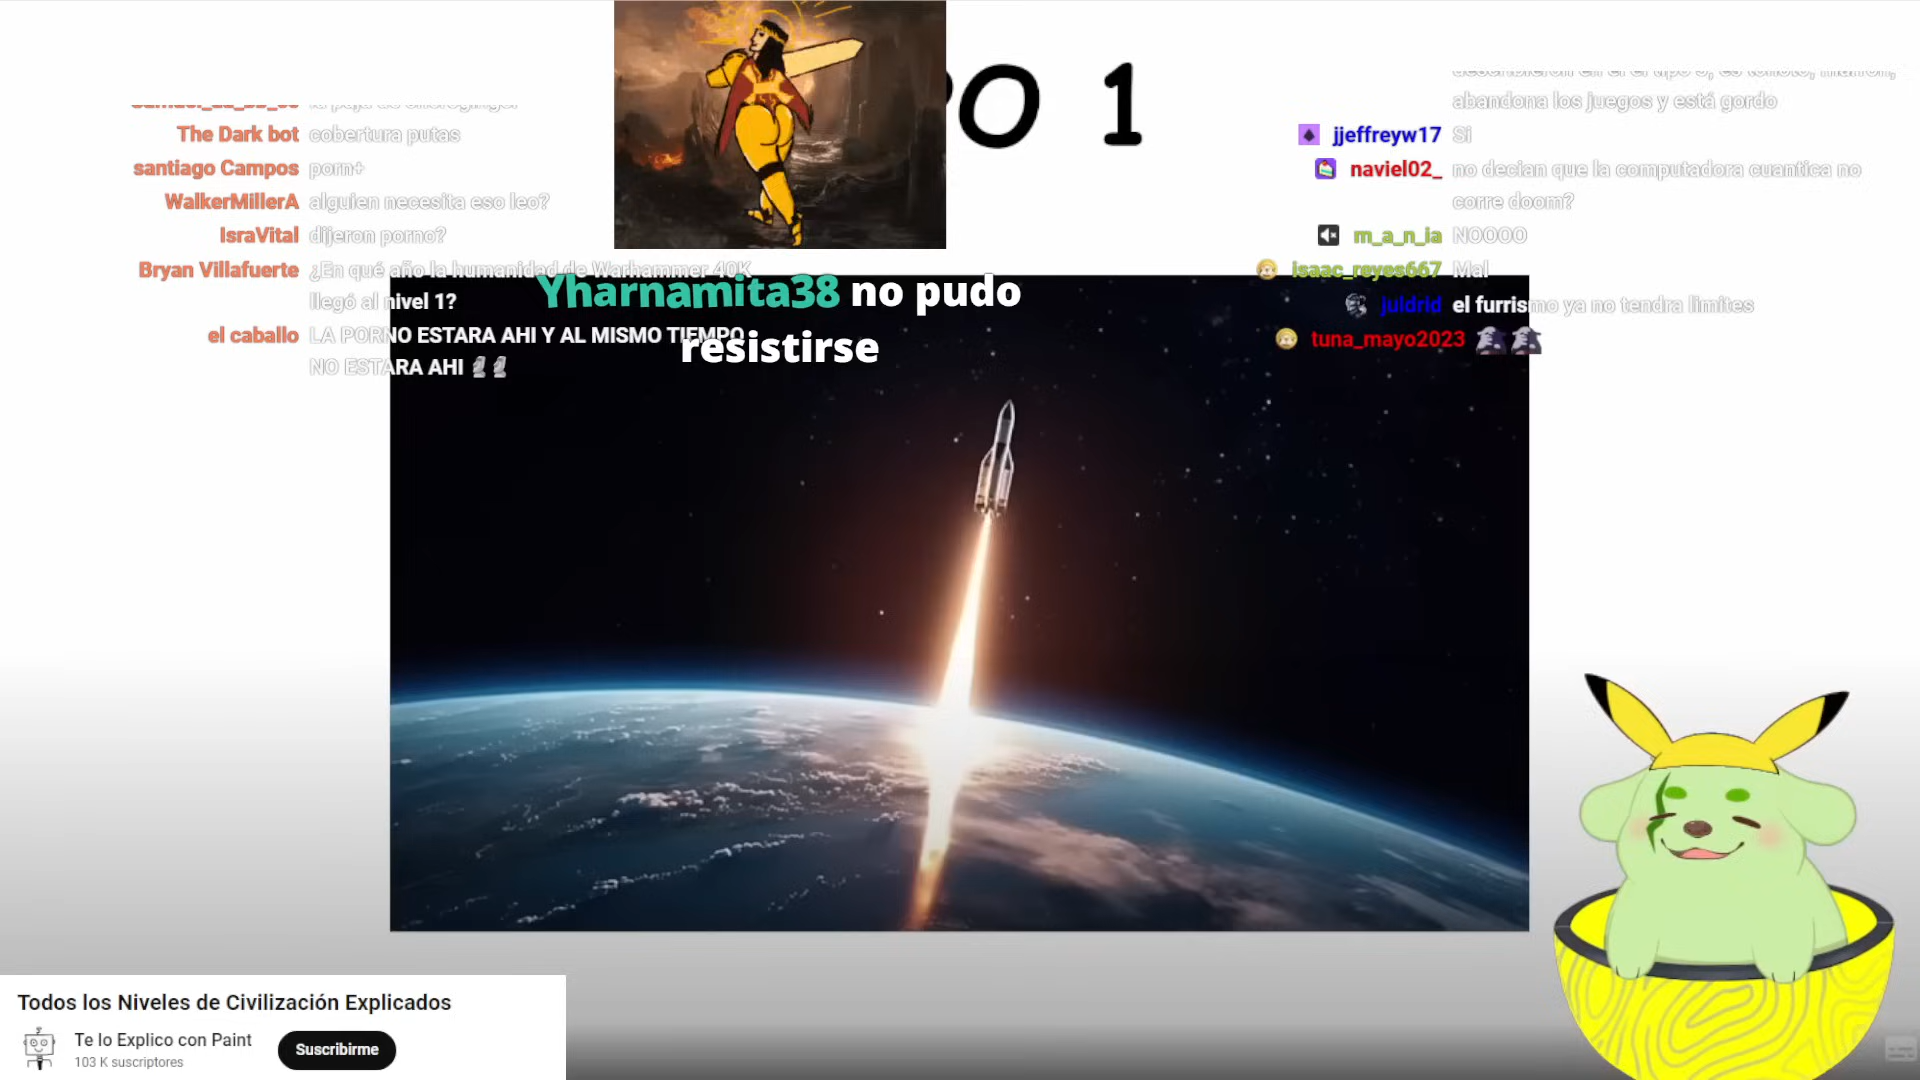 O 1
The Dark bot cobertura putas
santiago Campos porn+
WalkerMillerA alguien necesita eso leo?
IsraVital dijeron porno?
Bryan Villafuerte ¿En qué año la humanidad de Warhammer 40K
llegó al nivel 1?
el caballo LA PORNO ESTARA AHI Y AL MISMO TIEMPO
NO ESTARA AHI
Yharnamita38 no pudo
resistirse
abandona los juegos y está gordo
jjeffreyw17 Si
naviel02_ no decian que la computadora cuantica no
corre doom?
m_a_n_ia NOOOO
isaac_reyes667 Mal
juldrid el furrismo ya no tendra limites
tuna_mayo2023
Todos los Niveles de Civilización Explicados
Te lo Explico con Paint
103 K suscriptores
Suscribirme